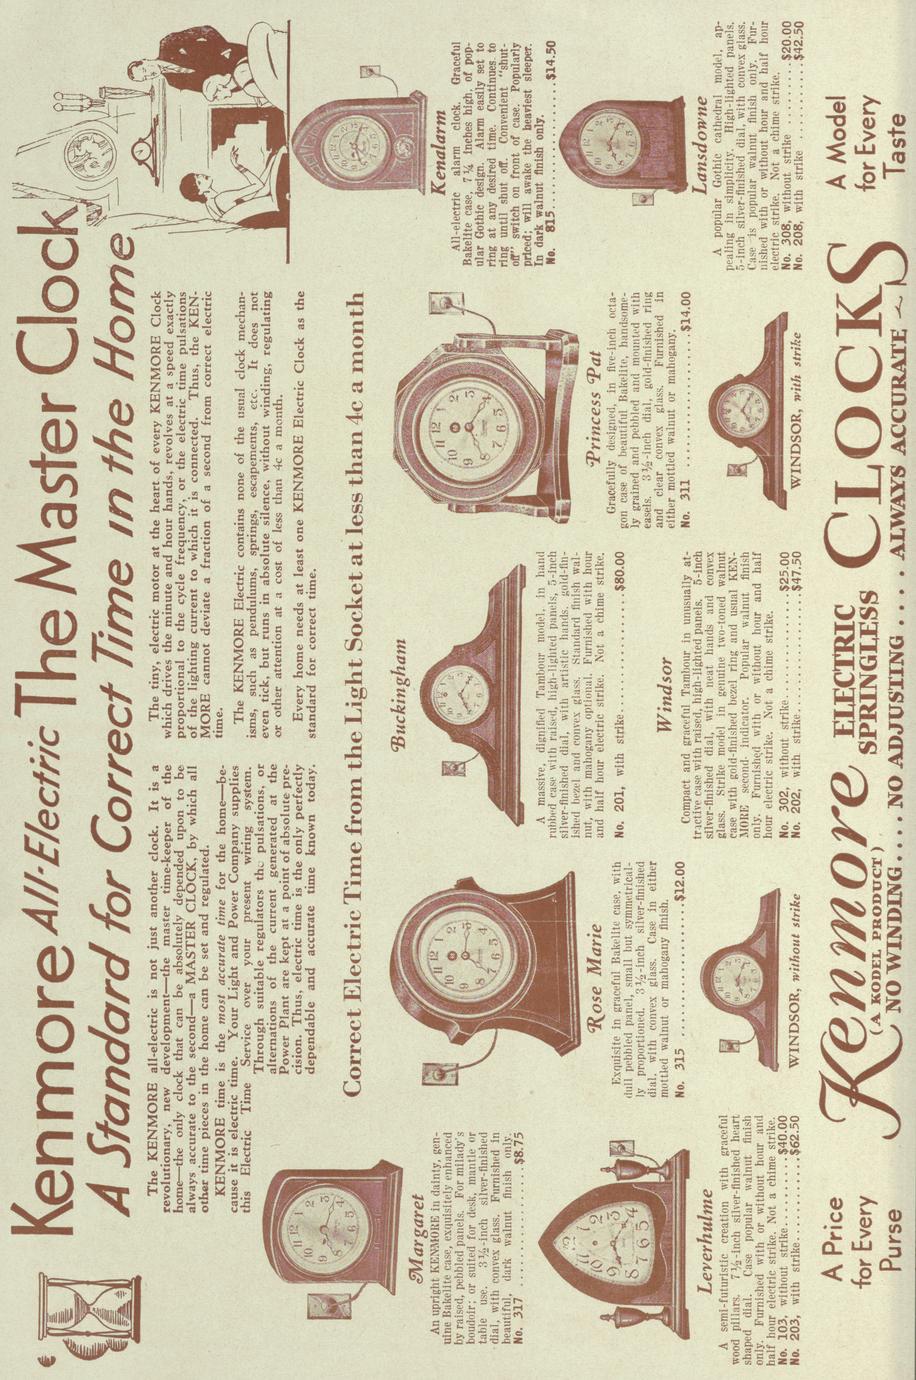 Kenmore All-Electric The Master Clock
A Standard for Correct Time in the Home
The KENMORE all-electric is not just another clock. It is a
revolutionary, new development—the master time-keeper of the
home—the only clock that can be absolutely depended upon to be
always accurate to the second—a MASTER CLOCK, by which all
other time pieces in the home can be set and regulated.
KENMORE time is the most accurate time for the home—be-
cause it is electric time. Your Light and Power Company supplies
this Electric Time Service over your present wiring system.
Through suitable regulators the pulsations, or
alternations of the current generated at the
Power Plant are kept at a point of absolute pre-
cision. Thus, electric time is the only perfectly
dependable and accurate time known today.
The tiny, electric motor at the heart of every KENMORE Clock
which drives the minute and hour hands, revolves at a speed exactly
proportional to the cycle frequency, or the electric time pulsations
of the lighting current to which it is connected. Thus, the KEN-
MORE cannot deviate a fraction of a second from correct electric
time.
The KENMORE Electric contains none of the usual clock mechan-
isms, such as pendulums, springs, escapements, etc. It does not
even tick, but runs in absolute silence, without winding, regulating
or other attention at a cost of less than 4c a month.
Every home needs at least one KENMORE Electric Clock as the
standard for correct time.
Correct Electric Time from the Light Socket at less than 4c a month
Margaret
An upright KENMORE in dainty, gen-
uine Bakelite case, exquisitely enhanced
by raised, pebbled panels. For milady's
boudoir; or suited for desk, mantle or
table use. 3½-inch silver-finished
dial, with convex glass. Furnished in
beautiful, dark walnut finish only.
No. 317 ........................$8.75
Rose Marie
Exquisite in graceful Bakelite case, with
dull pebbled panel, small but symmetrical-
ly proportioned. 3½-inch silver-finished
dial, with convex glass. Case in either
mottled walnut or mahogany finish.
No. 315 ........................$12.00
Buckingham
A massive, dignified Tambour model, in hand
rubbed case with raised, high-lighted panels, 5-inch
silver-finished dial, with artistic hands, gold-fin-
ished bezel and convex glass. Standard finish wal-
nut, with mahogany optional. Furnished with hour
and half hour electric strike. Not a chime strike.
No. 201, with strike........................$80.00
Princess Pat
Gracefully designed, in five-inch octa-
gon case of beautiful Bakelite, handsome-
ly grained and pebbled and mounted with
easels. 3½-inch dial, gold-finished ring
and clear convex glass. Furnished in
either mottled walnut or mahogany.
No. 311 ........................$14.00
Kenalarm
All-electric alarm clock. Graceful
Bakelite case, 7¼ inches high, of pop-
ular Gothic design. Alarm easily set to
ring at any desired time. Continues to
ring until shut off. Convenient "shut-
off" switch on front of case. Popularly
priced; will awake the heaviest sleeper.
In dark walnut finish only.
No. 815........................$14.50
Leverhulme
A semi-futuristic creation with graceful
wood pillars. 7½-inch silver-finished heart
shaped dial. Case popular walnut finish
only. Furnished with or without hour and
half hour electric strike. Not a chime strike.
No. 103, without strike............$40.00
No. 203, with strike............$62.50
WINDSOR, without strike
Windsor
Compact and graceful Tambour in unusually at-
tractive case with raised, high-lighted panels. 5-inch
silver-finished dial, with neat hands and convex
glass. Strike model in genuine two-toned walnut
case with gold-finished bezel ring and usual KEN-
MORE second-indicator. Popular walnut finish
only. Furnished with or without hour and half
hour electric strike. Not a chime strike.
No. 302, without strike............$25.00
No. 202, with strike............$47.50
WINDSOR, with strike
Lansdowne
A popular Gothic cathedral model, ap-
pealing in simplicity. High-lighted panels.
5-inch silver-finished dial, with convex glass.
Case is popular walnut finish only. Fur-
nished with or without hour and half hour
electric strike. Not a chime strike.
No. 308, without strike ............$20.00
No. 208, with strike ............$42.50
A Price
for Every
Purse
Kenmore ELECTRIC SPRINGLESS CLOCKS
(A KODEL PRODUCT)
NO WINDING.... NO ADJUSTING .... ALWAYS ACCURATE
A Model
for Every
Taste